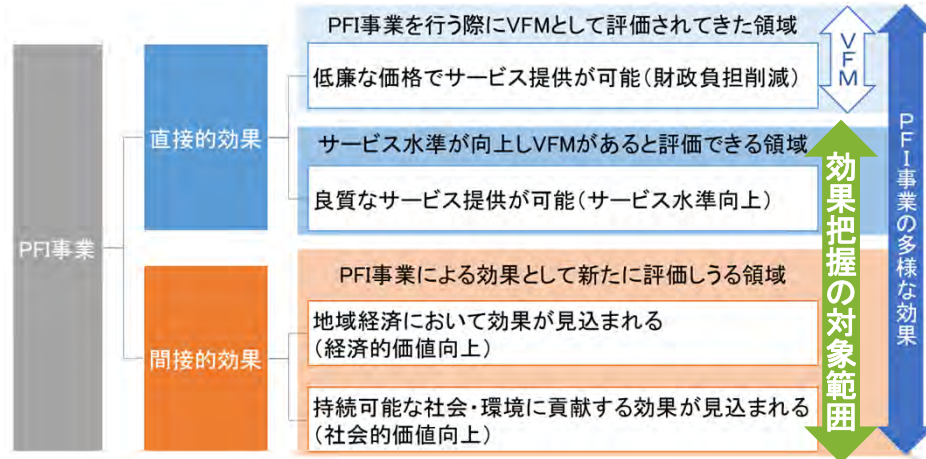 PFI事業を行う際にVFMとして評価されてきた領域
低廉な価格でサービス提供が可能(財政負担削減)
VFM
直接的効果
サービス水準が向上しVFMがあると評価できる領域
良質なサービス提供が可能(サービス水準向上)
PFI事業
PFI事業による効果として新たに評価しうる領域
地域経済において効果が見込まれる
(経済的価値向上)
間接的効果
持続可能な社会・環境に貢献する効果が見込まれる
(社会的価値向上)
効果把握の対象範囲
PFI事業の多様な効果